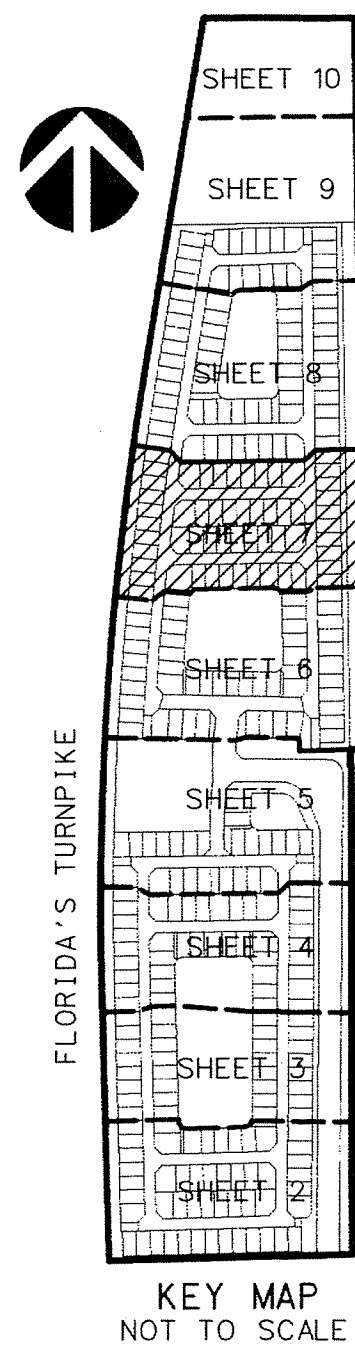 SHEET 10
SHEET 9
SHEET 8
SHEET 7
SHEET 6
SHEET 5
SHEET 4
SHEET 3
SHEET 2
FLORIDA'S TURNPIKE
KEY MAP
NOT TO SCALE